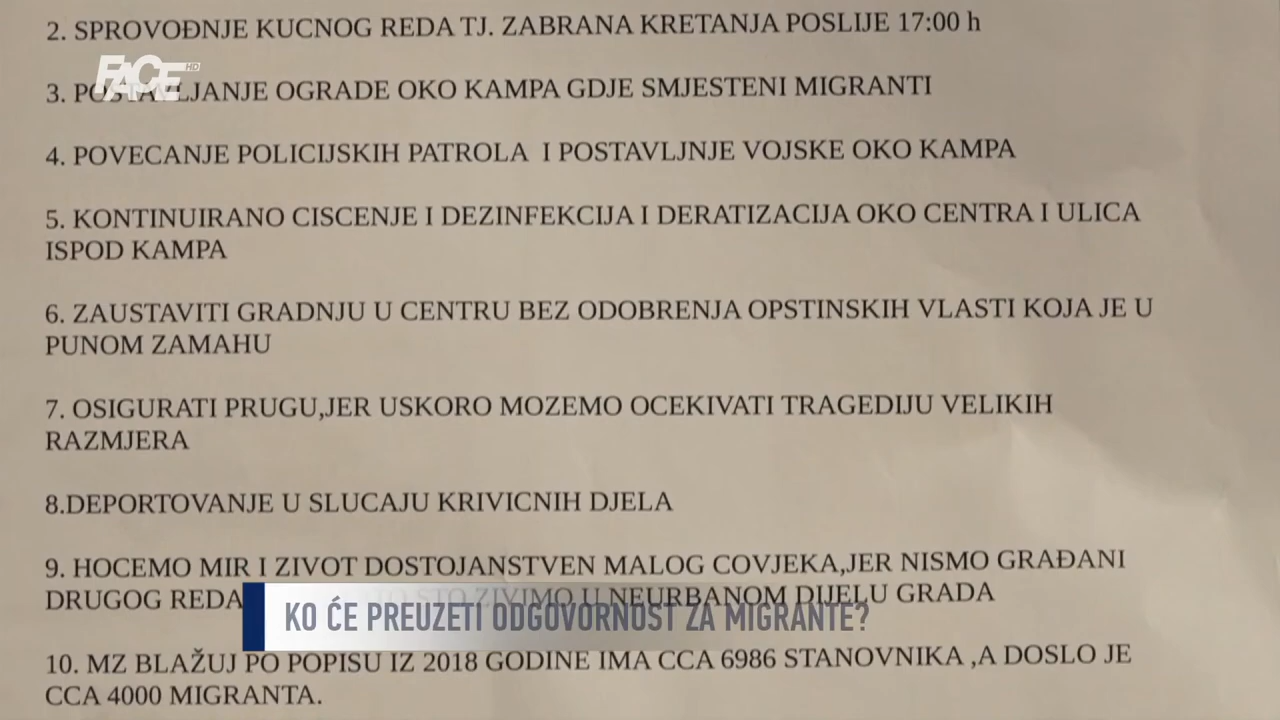 2. SPROVOĐNJE KUCNOG REDA TJ. ZABRANA KRETANJA POSLIJE 17:00 h
FACE HD
3. POSTAVLJANJE OGRADE OKO KAMPA GDJE SMJESTENI MIGRANTI
4. POVECANJE POLICIJSKIH PATROLA I POSTAVLJNJE VOJSKE OKO KAMPA
5. KONTINUIRANO CISCENJE I DEZINFEKCIJA I DERATIZACIJA OKO CENTRA I ULICA
ISPOD KAMPA
6. ZAUSTAVITI GRADNJU U CENTRU BEZ ODOBRENJA OPSTINSKIH VLASTI KOJA JE U
PUNOM ZAMAHU
7. OSIGURATI PRUGU,JER USKORO MOZEMO OCEKIVATI TRAGEDIJU VELIKIH
RAZMJERA
8.DEPORTOVANJE U SLUCAJU KRIVICNIH DJELA
9. HOCEMO MIR I ZIVOT DOSTOJANSTVEN MALOG COVJEKA,JER NISMO GRAĐANI
DRUGOG REDA STO ZIVIMO U NEURBANOM DIJELU GRADA
KO ĆE PREUZETI ODGOVORNOST ZA MIGRANTE?
10. MZ BLAŽUJ PO POPISU IZ 2018 GODINE IMA CCA 6986 STANOVNIKA ,A DOSLO JE
CCA 4000 MIGRANTA.